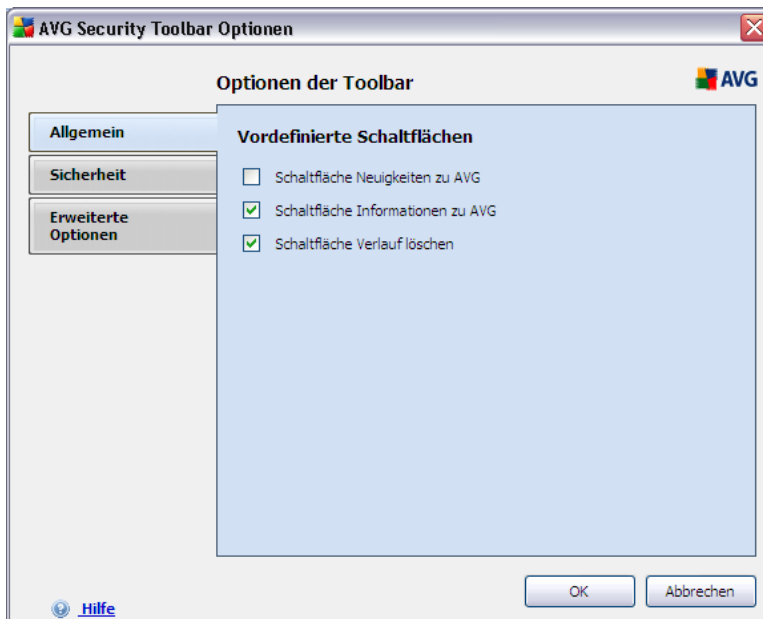 AVG Security Toolbar Optionen
Optionen der Toolbar
AVG
Allgemein
Sicherheit
Erweiterte
Optionen
Vordefinierte Schaltflächen
Schaltfläche Neuigkeiten zu AVG
Schaltfläche Informationen zu AVG
Schaltfläche Verlauf löschen
OK
Abbrechen
Hilfe